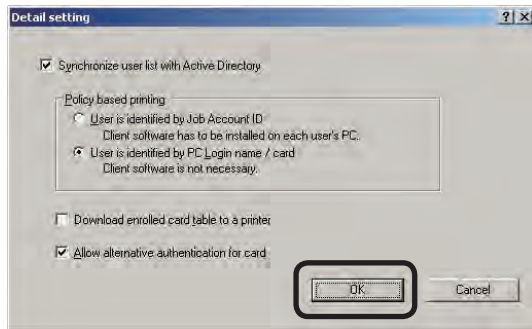 Detail setting
Synchronize user list with Active Directory
Policy based printing
User is identified by Job Account ID
Client software has to be installed on each user's PC.
User is identified by PC Login name / card
Client software is not necessary.
Download enrolled card table to a printer
Allow alternative authentication for card
OK
Cancel